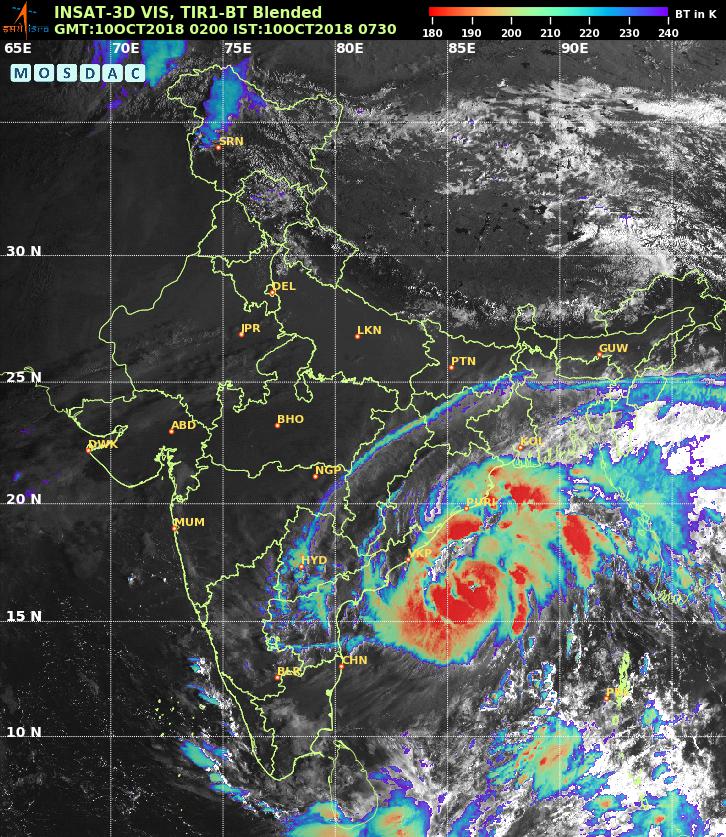 INSAT-3D VIS, TIR1-BT Blended
GMT:10OCT2018 0200 IST:10OCT2018 0730
BT in K
180 190 200 210 220 230 240
65E 70E 75E 80E 85E 90E
MOSDAC
SRN
30 N
DEL
JPR LKN
GUW
PTN
25 N
ABD BHO
DWK KOL
NGP
20 N
PURI
MUM
VKP
HYD
15 N
CHN
BLR
10 N